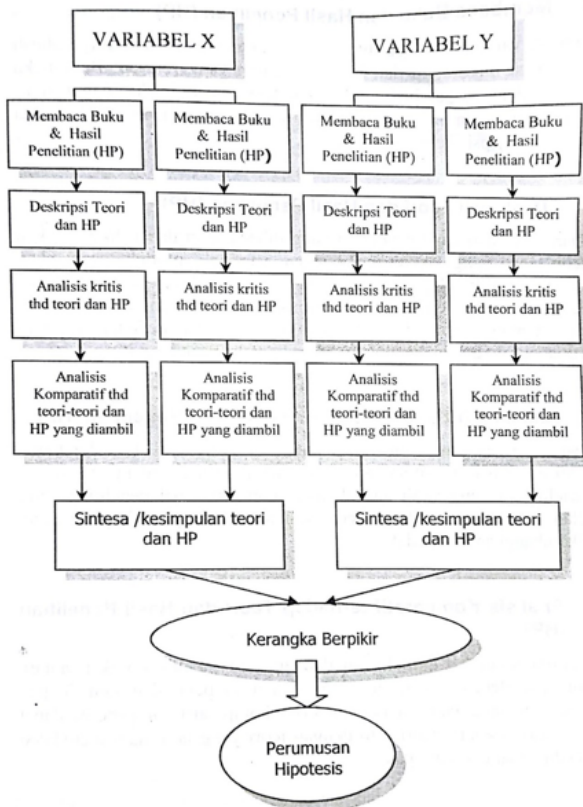 VARIABEL X
VARIABEL Y
Membaca Buku
& Hasil
Penelitian (HP)
Membaca Buku
& Hasil
Penelitian (HP)
Membaca Buku
& Hasil
Penelitian (HP)
Membaca Buku
& Hasil
Penelitian (HP)
Deskripsi Teori
dan HP
Deskripsi Teori
dan HP
Deskripsi Teori
dan HP
Deskripsi Teori
dan HP
Analisis kritis
thd teori dan HP
Analisis kritis
thd teori dan HP
Analisis kritis
thd teori dan HP
Analisis kritis
thd teori dan HP
Analisis
Komparatif thd
teori-teori dan
HP yang diambil
Analisis
Komparatif thd
teori-teori dan
HP yang diambil
Analisis
Komparatif thd
teori-teori dan
HP yang diambil
Analisis
Komparatif thd
teori-teori dan
HP yang diambil
Sintesa /kesimpulan teori
dan HP
Sintesa /kesimpulan teori
dan HP
Kerangka Berpikir
Perumusan
Hipotesis